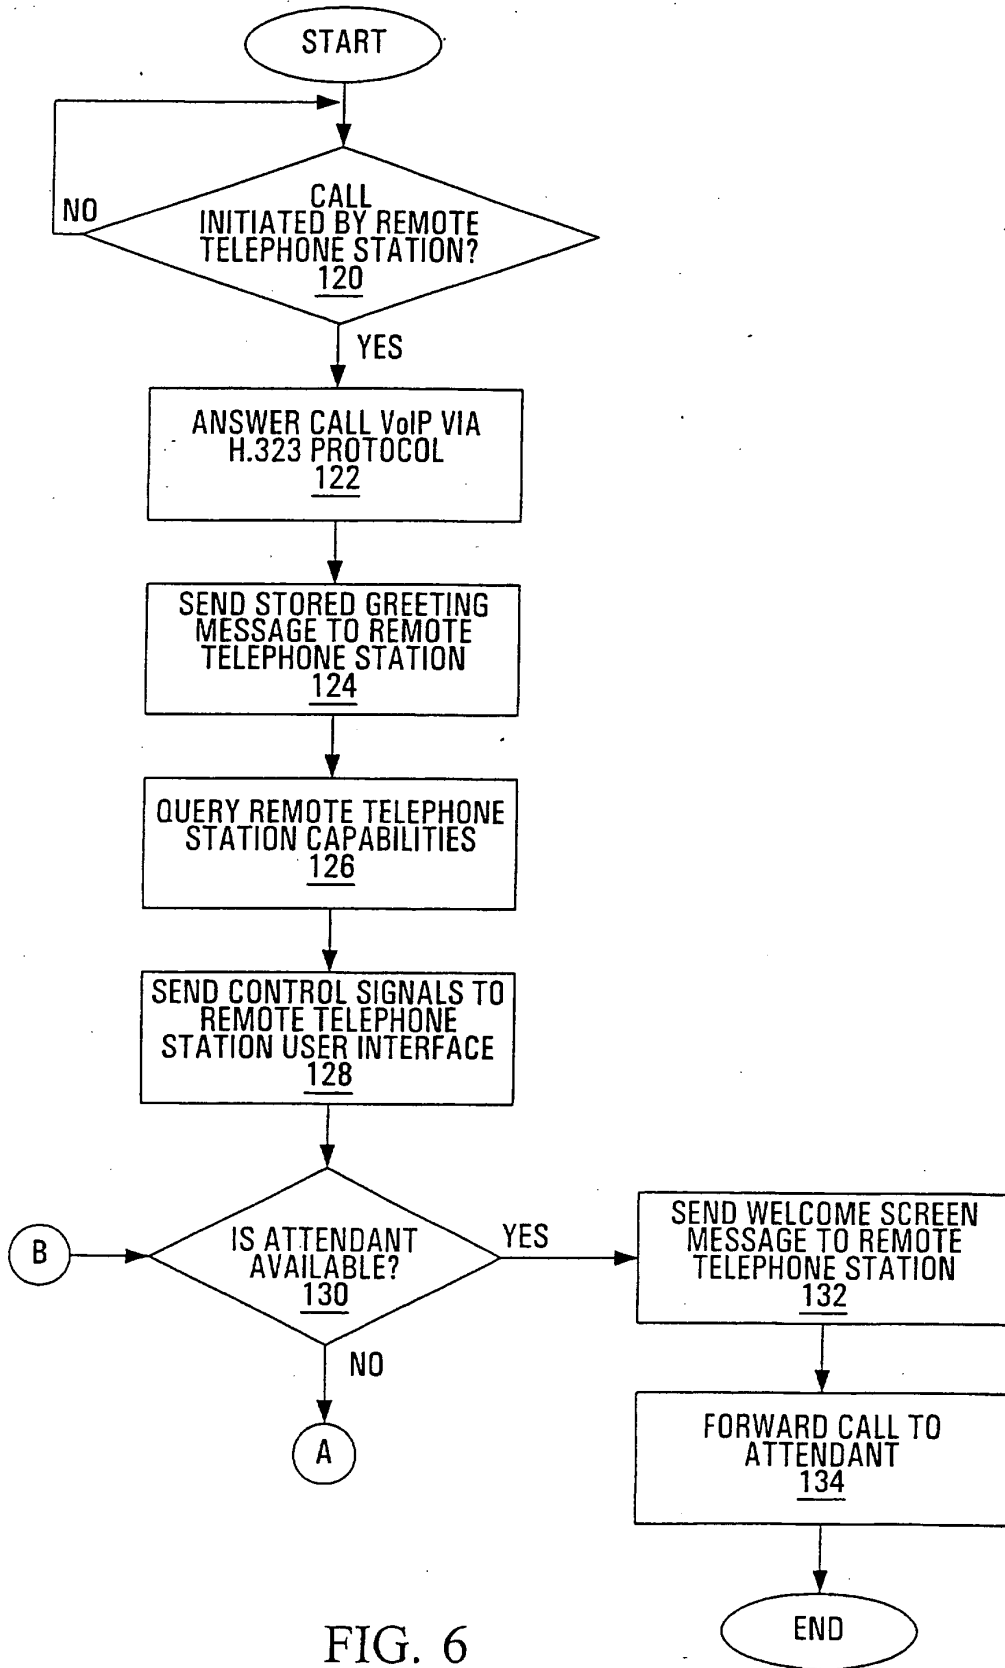 START
CALL
INITIATED BY REMOTE
TELEPHONE STATION?
120
NO
YES
ANSWER CALL VoIP VIA
H.323 PROTOCOL
122
SEND STORED GREETING
MESSAGE TO REMOTE
TELEPHONE STATION
124
QUERY REMOTE TELEPHONE
STATION CAPABILITIES
126
SEND CONTROL SIGNALS TO
REMOTE TELEPHONE
STATION USER INTERFACE
128
B
IS ATTENDANT
AVAILABLE?
130
YES
NO
A
SEND WELCOME SCREEN
MESSAGE TO REMOTE
TELEPHONE STATION
132
FORWARD CALL TO
ATTENDANT
134
END
FIG. 6